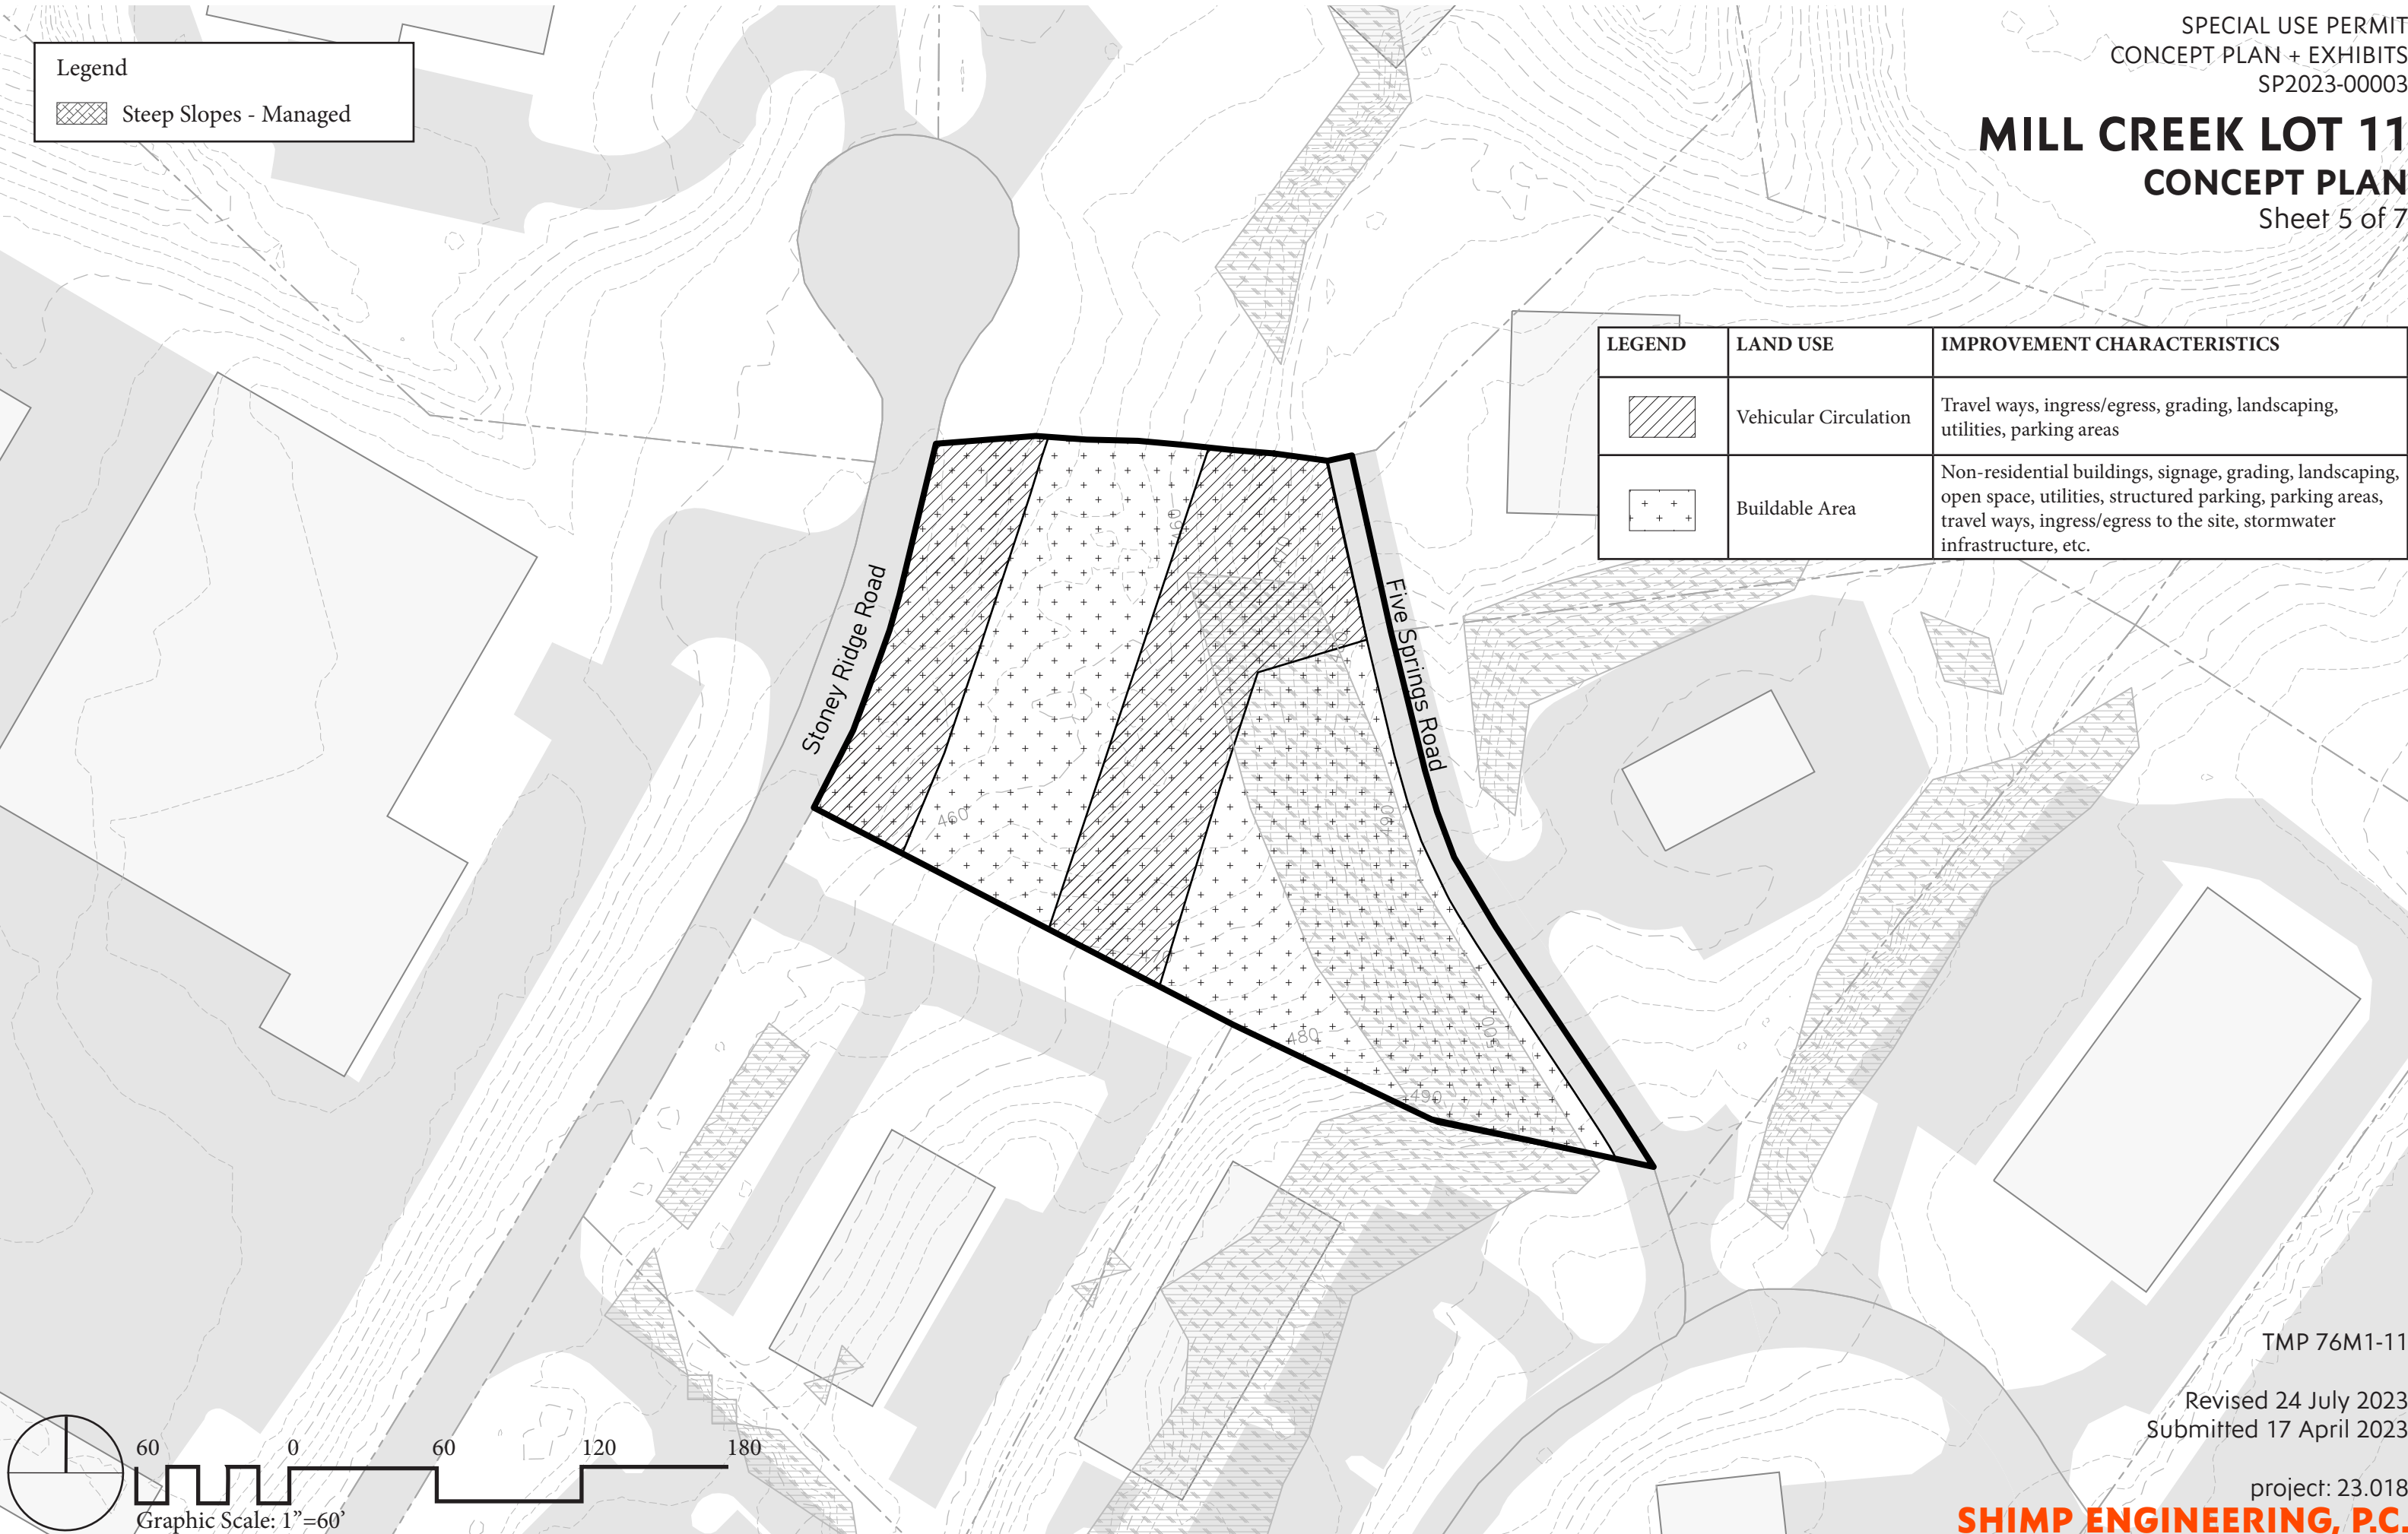 SPECIAL USE PERMIT
CONCEPT PLAN + EXHIBITS
SP2023-00003
MILL CREEK LOT 11
CONCEPT PLAN
Sheet 5 of 7
Legend
Steep Slopes - Managed
LEGEND LAND USE IMPROVEMENT CHARACTERISTICS
Vehicular Circulation
Travel ways, ingress/egress, grading, landscaping,
utilities, parking areas
Buildable Area
Non-residential buildings, signage, grading, landscaping,
open space, utilities, structured parking, parking areas,
travel ways, ingress/egress to the site, stormwater
infrastructure, etc.
Stoney Ridge Road
Five Springs Road
460
470
460
480
490
500
TMP 76M1-11
Revised 24 July 2023
Submitted 17 April 2023
project: 23.018
SHIMP ENGINEERING, P.C.
60 0 60 120 180
Graphic Scale: 1”=60’